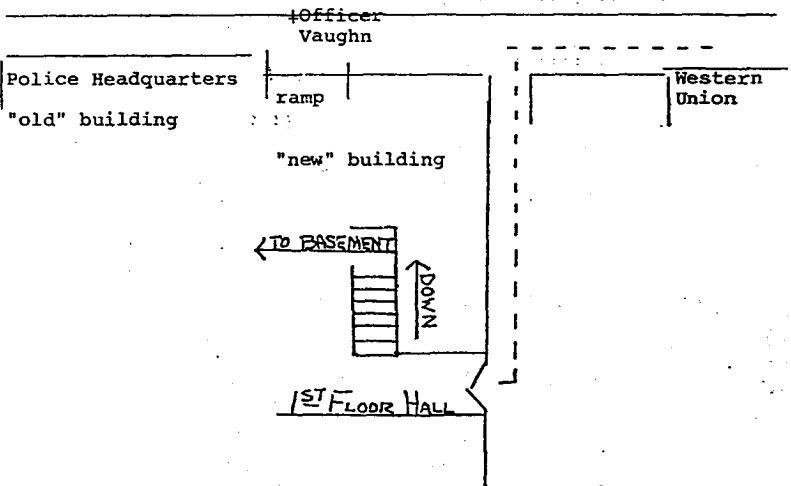 Officer
Vaughn
Police Headquarters
"old" building
ramp
"new" building
Western
Union
TO BASEMENT
DOWN
1ST FLOOR HALL